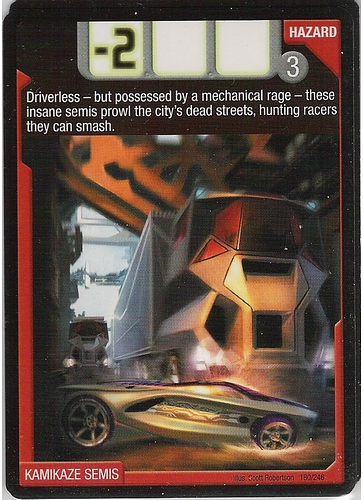 -2
HAZARD
3
Driverless – but possessed by a mechanical rage – these
insane semis prowl the city's dead streets, hunting racers
they can smash.
KAMIKAZE SEMIS
Illus. Scott Robertson 180/246